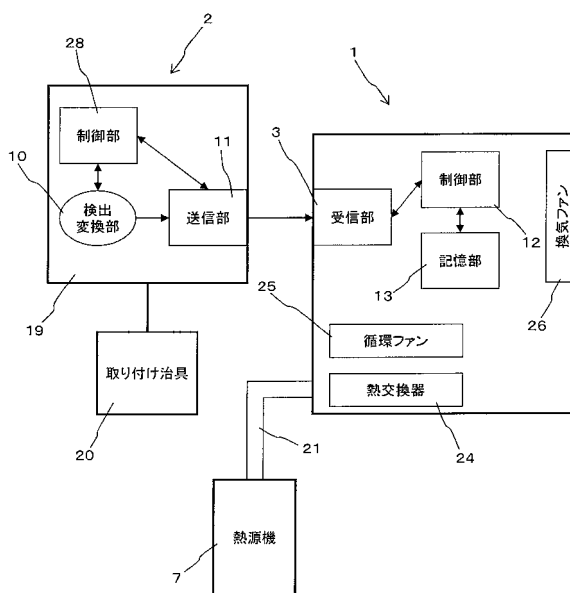 2
28
1
制御部
11
10
3
制御部
検出
変換部
送信部
受信部
換気ファン
12
記憶部
13
19
25
26
循環ファン
取り付け治具
熱交換器
20
21
24
熱源機
7